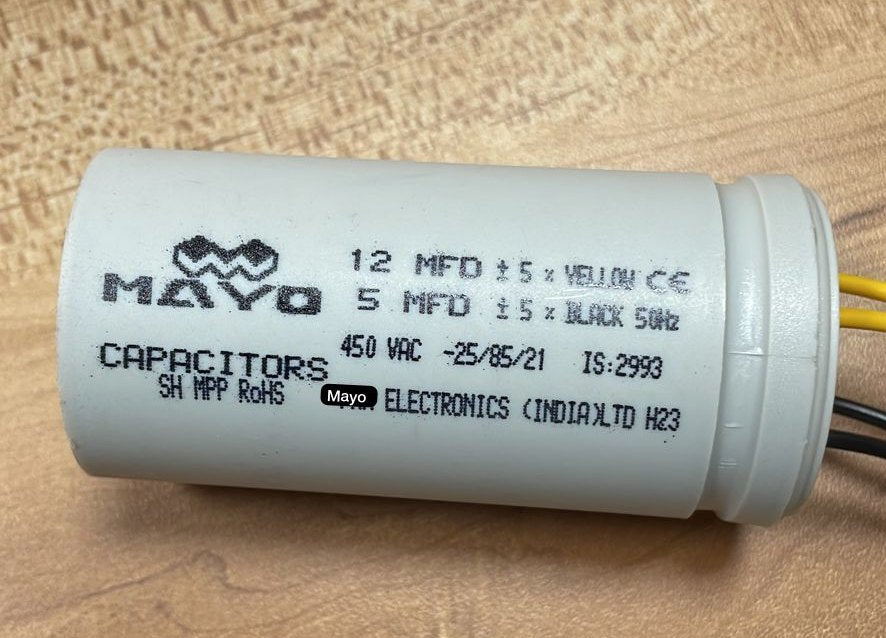 MAYO
CAPACITORS
SH MPP RoHS
12 MFD ±5% YELLOW CE
5 MFD ±5% BLACK 50Hz
450 VAC -25/85/21 IS:2993
Mayo ELECTRONICS (INDIA)LTD H23